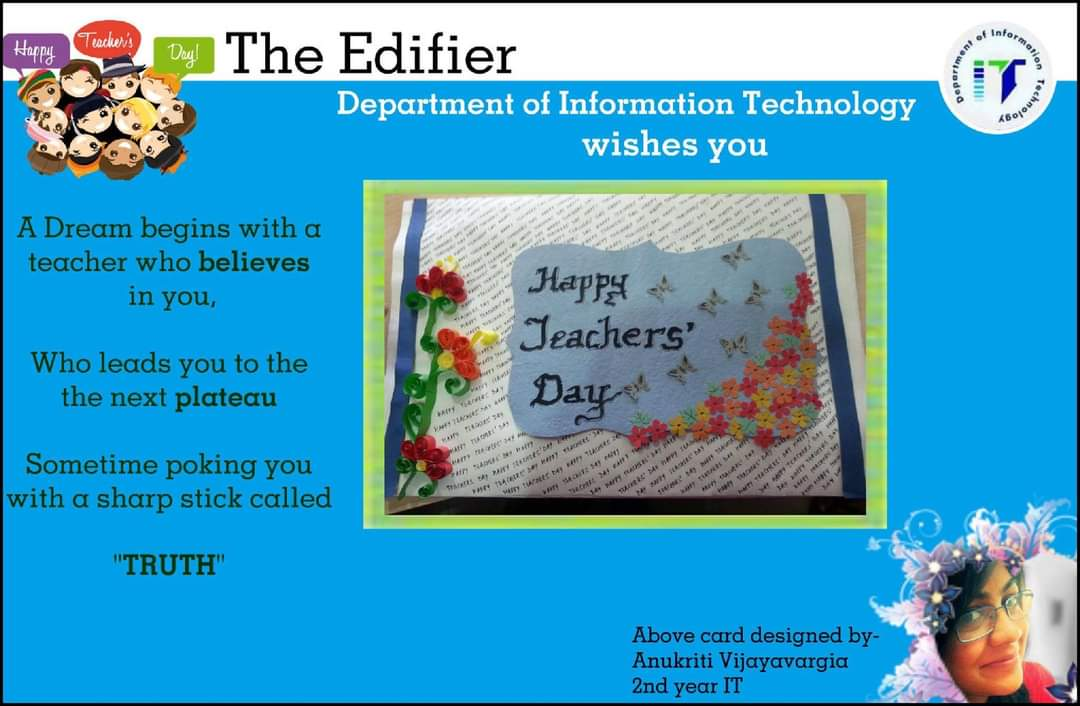 Happy
Teacher's
Day!
The Edifier
Department of Information Technology
IT
Department of Information Technology
wishes you
A Dream begins with a
teacher who believes
in you,
Who leads you to the
the next plateau
Sometime poking you
with a sharp stick called
"TRUTH"
Happy
Teachers'
Day
Above card designed by-
Anukriti Vijayavargia
2nd year IT